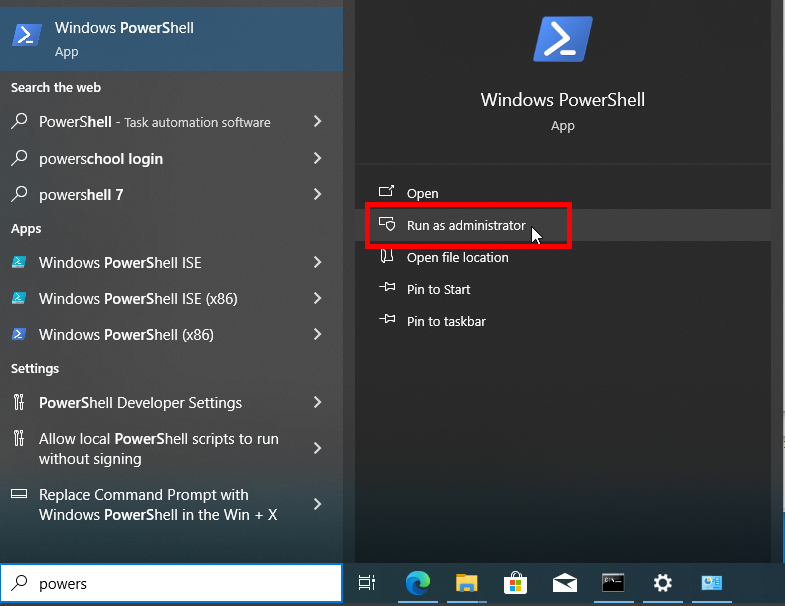 Windows PowerShell
App
Search the web
PowerShell - Task automation software
powerschool login
powershell 7
Apps
Windows PowerShell ISE
Windows PowerShell ISE (x86)
Windows PowerShell (x86)
Settings
PowerShell Developer Settings
Allow local PowerShell scripts to run
without signing
Replace Command Prompt with
Windows PowerShell in the Win + X
powers
Windows PowerShell
App
Open
Run as administrator
Open file location
Pin to Start
Pin to taskbar